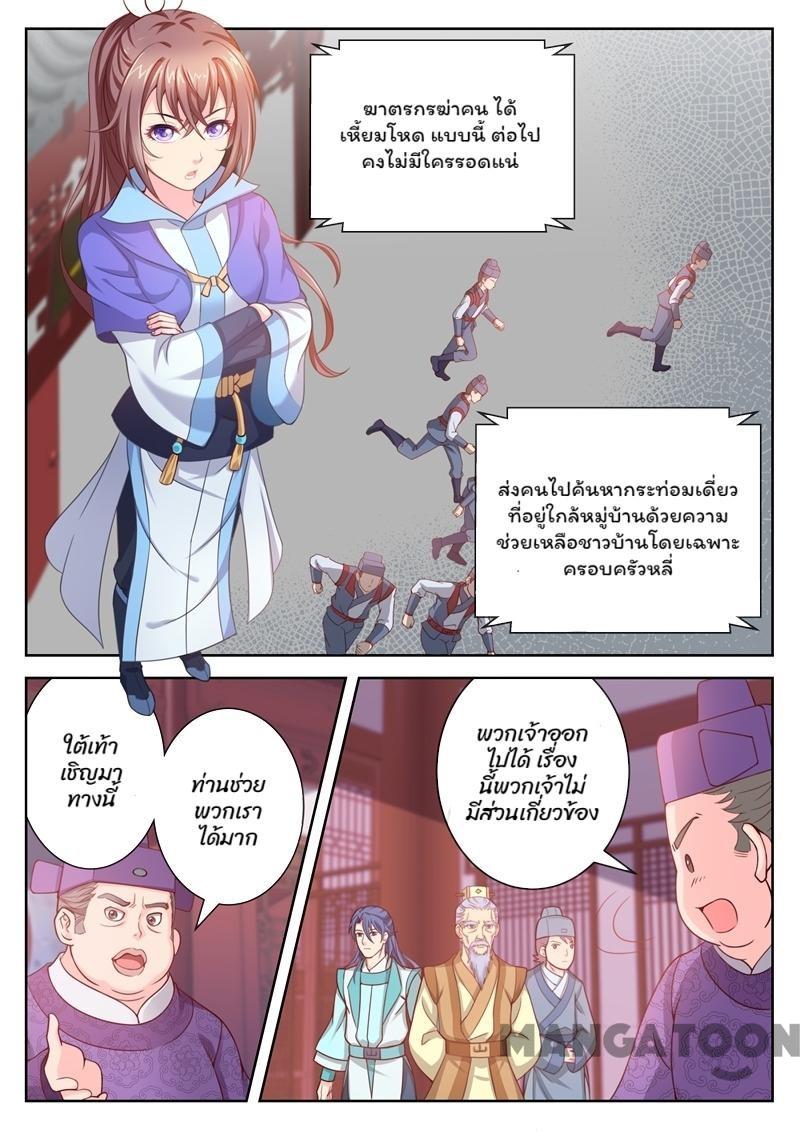 ฆาตรกรฆ่าคน ได้
เหี้ยมโหด แบบนี้ ต่อไป
คงไม่มีใครรอดแน่
ส่งคนไปค้นหากระท่อมเดี่ยว
ที่อยู่ใกล้หมู่บ้านด้วยความ
ช่วยเหลือชาวบ้านโดยเฉพาะ
ครอบครัวหลี่
ใต้เท้า
เชิญมา
ทางนี้
ท่านช่วย
พวกเรา
ได้มาก
พวกเจ้าออก
ไปได้ เรื่อง
นี้พวกเจ้าไม่
มีส่วนเกี่ยวข้อง
MANGATOON